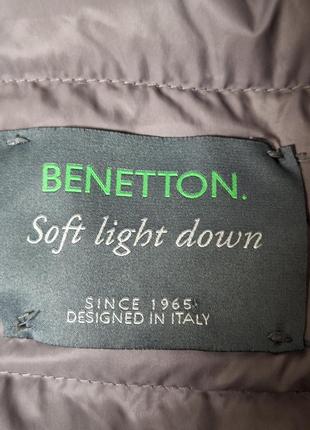 BENETTON.
Soft light down
SINCE 1965
DESIGNED IN ITALY